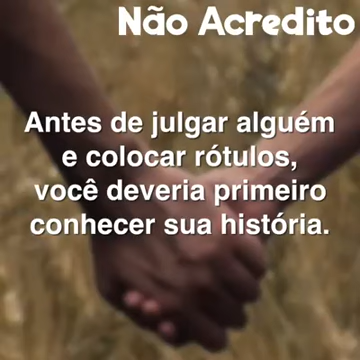 Não Acredito
Antes de julgar alguém
e colocar rótulos,
você deveria primeiro
conhecer sua história.